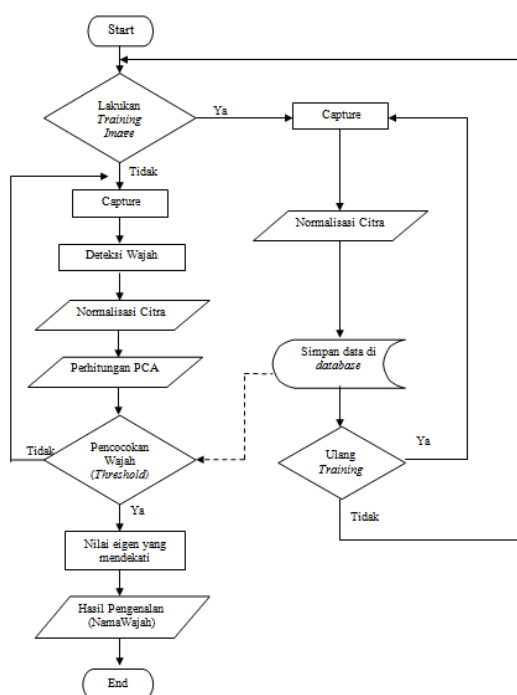 Start
Lakukan
Training
Image
Ya
Capture
Tidak
Capture
Normalisasi Citra
Deteksi Wajah
Normalisasi Citra
Perhitungan PCA
Simpan data di
database
Tidak
Pencocokan
Wajah
(Threshold)
Ya
Ulang
Training
Ya
Tidak
Nilai eigen yang
mendekati
Hasil Pengenalan
(NamaWajah)
End